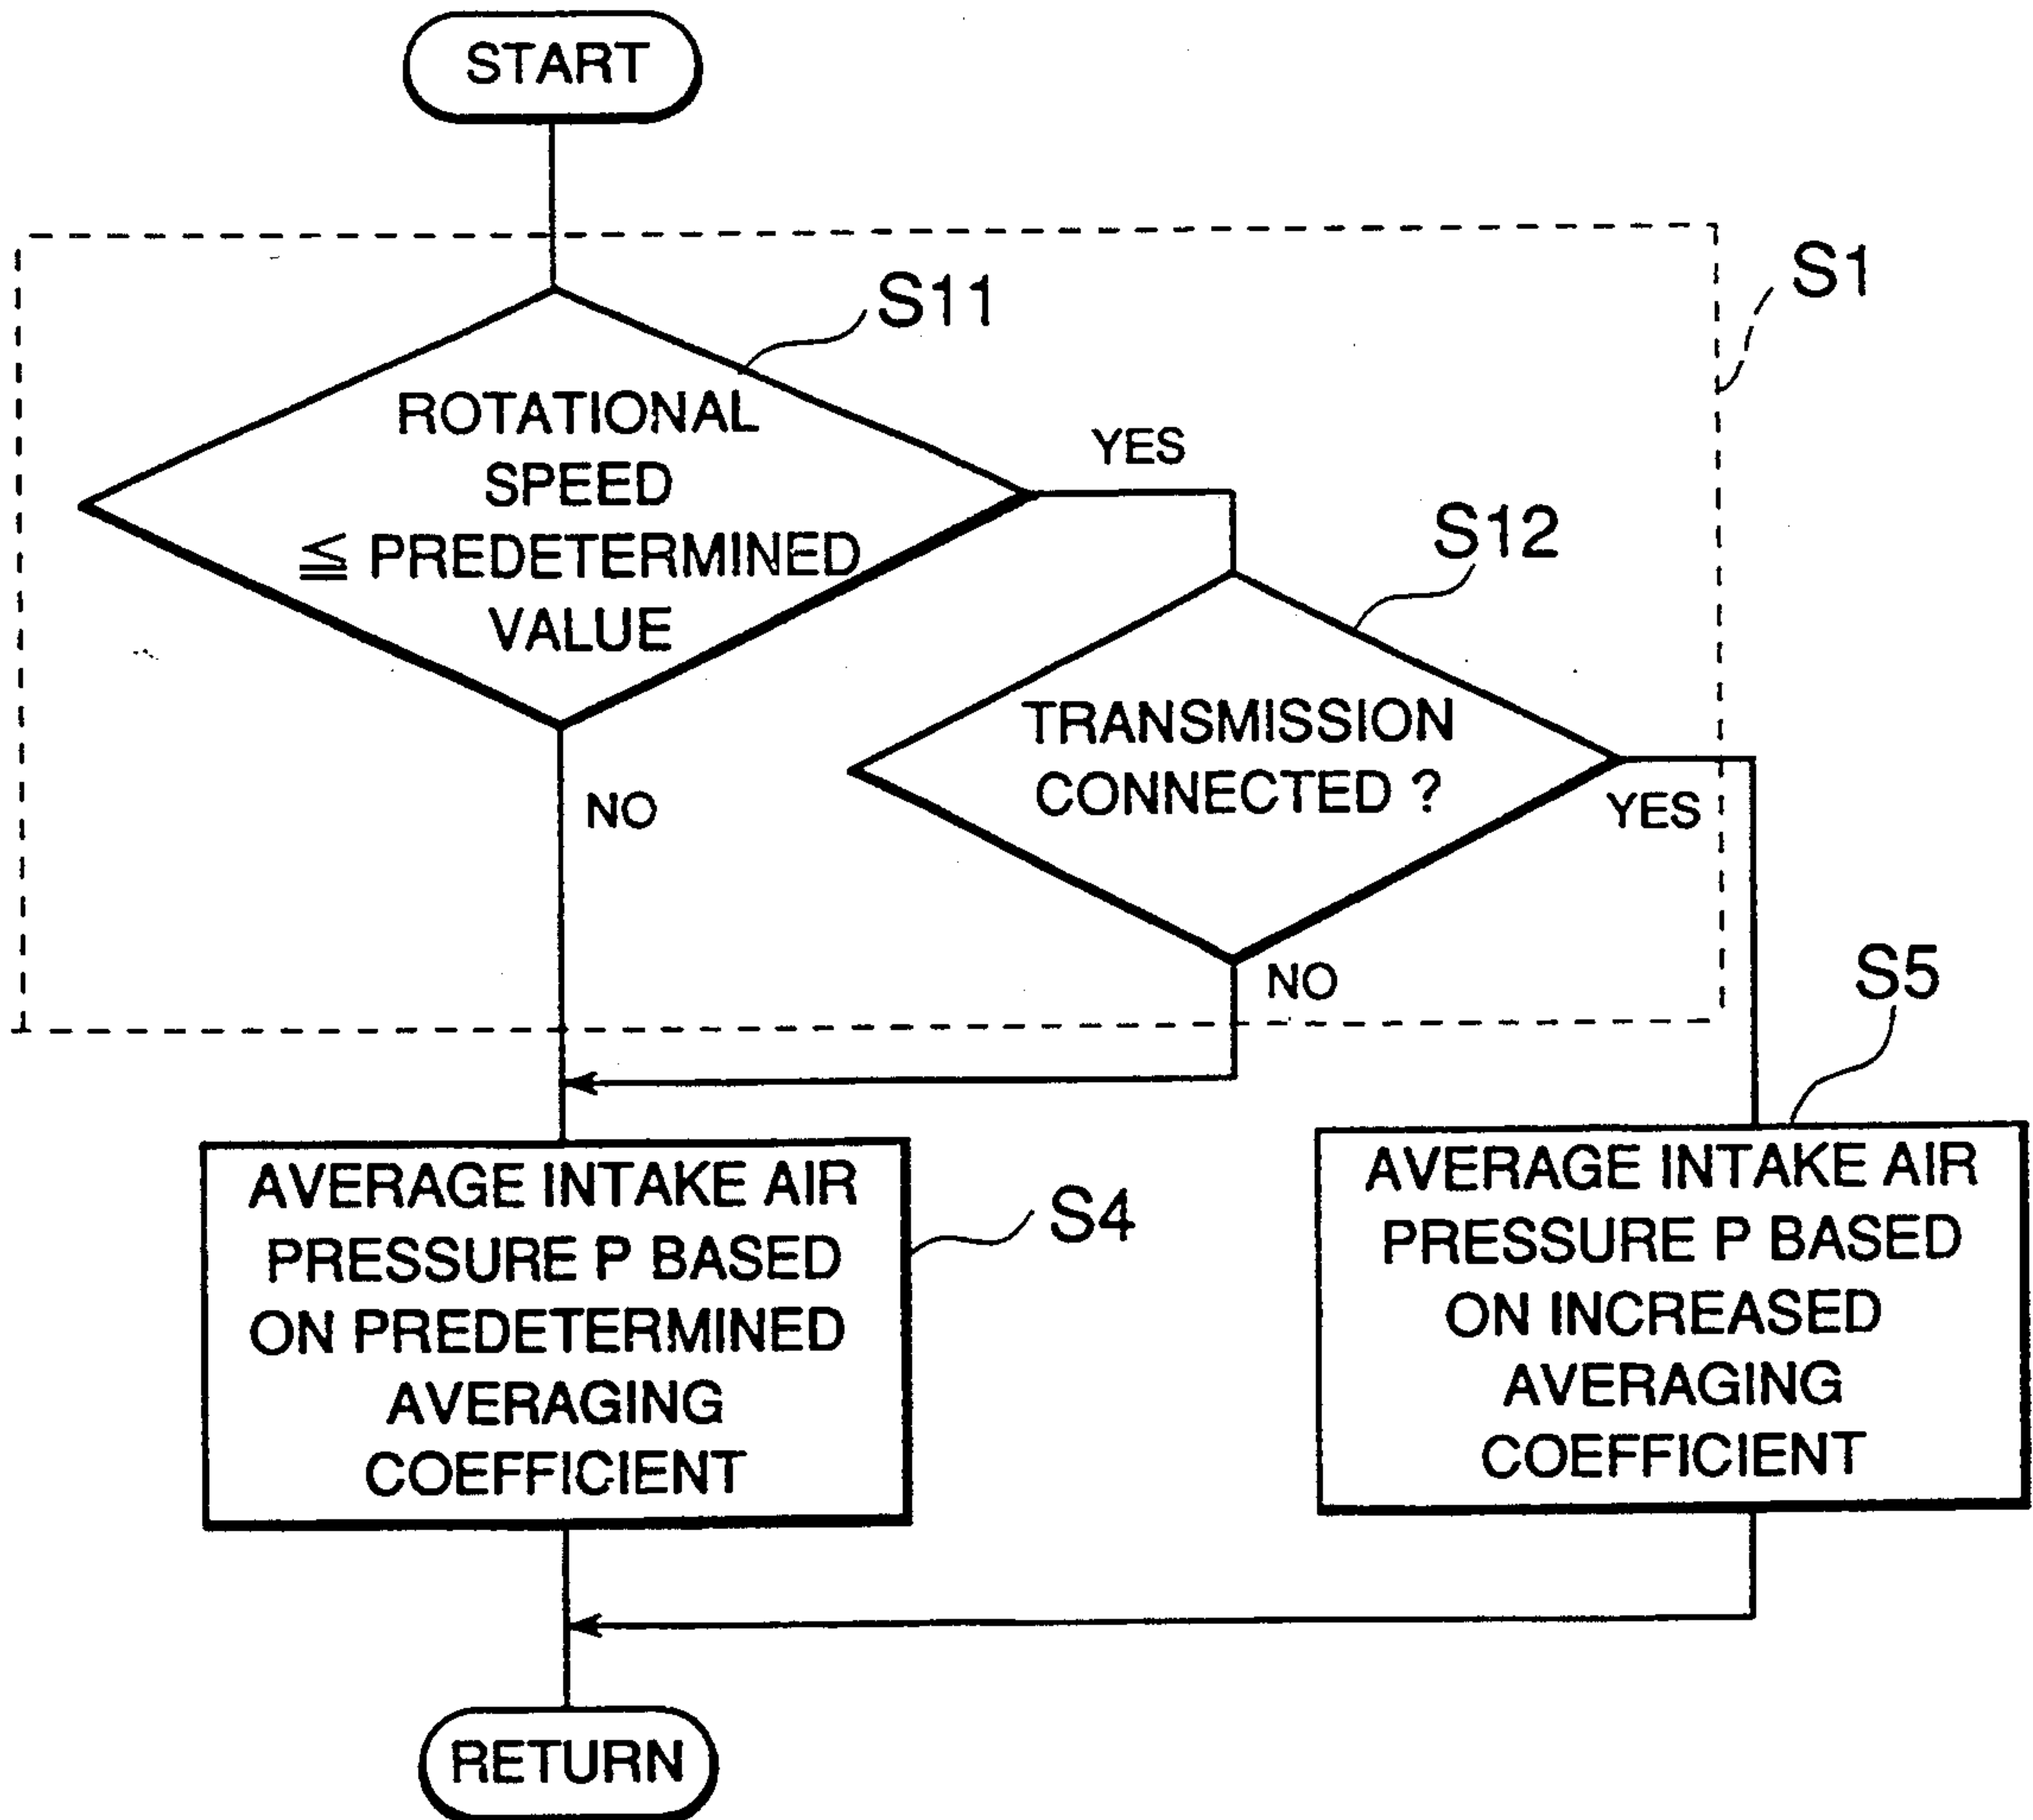 START
S1
S11
ROTATIONAL
SPEED
≦ PREDETERMINED
VALUE
YES
NO
S12
TRANSMISSION
CONNECTED ?
YES
NO
S5
AVERAGE INTAKE AIR
PRESSURE P BASED
ON PREDETERMINED
AVERAGING
COEFFICIENT
S4
AVERAGE INTAKE AIR
PRESSURE P BASED
ON INCREASED
AVERAGING
COEFFICIENT
RETURN